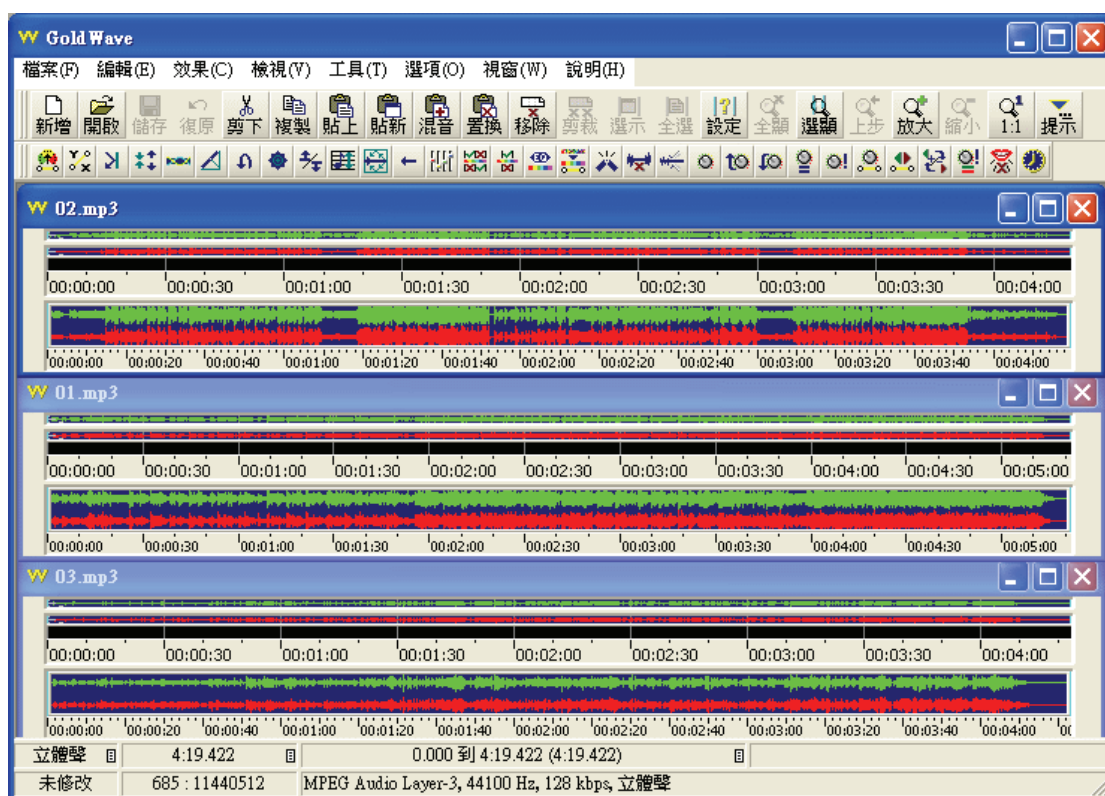 GoldWave
檔案(F) 編輯(E) 效果(C) 檢視(V) 工具(T) 選項(O) 視窗(W) 說明(H)
新增 開啟 儲存 復原 剪下 複製 貼上 貼新 混音 置換 移除 剪裁 選示 全選 設定 全顯 選顯 上步 放大 縮小 1:1 提示
02.mp3
00:00:00 00:00:30 00:01:00 00:01:30 00:02:00 00:02:30 00:03:00 00:03:30 00:04:00
00:00:00 00:00:20 00:00:40 00:01:00 00:01:20 00:01:40 00:02:00 00:02:20 00:02:40 00:03:00 00:03:20 00:03:40 00:04:00
01.mp3
00:00:00 00:00:30 00:01:00 00:01:30 00:02:00 00:02:30 00:03:00 00:03:30 00:04:00 00:04:30 00:05:00
00:00:00 00:00:30 00:01:00 00:01:30 00:02:00 00:02:30 00:03:00 00:03:30 00:04:00 00:04:30 00:05:00
03.mp3
00:00:00 00:00:30 00:01:00 00:01:30 00:02:00 00:02:30 00:03:00 00:03:30 00:04:00
00:00:00 00:00:20 00:00:40 00:01:00 00:01:20 00:01:40 00:02:00 00:02:20 00:02:40 00:03:00 00:03:20 00:03:40 00:04:00
立體聲 4:19.422 0.000 到 4:19.422 (4:19.422)
未修改 685 : 11440512 MPEG Audio Layer-3, 44100 Hz, 128 kbps, 立體聲